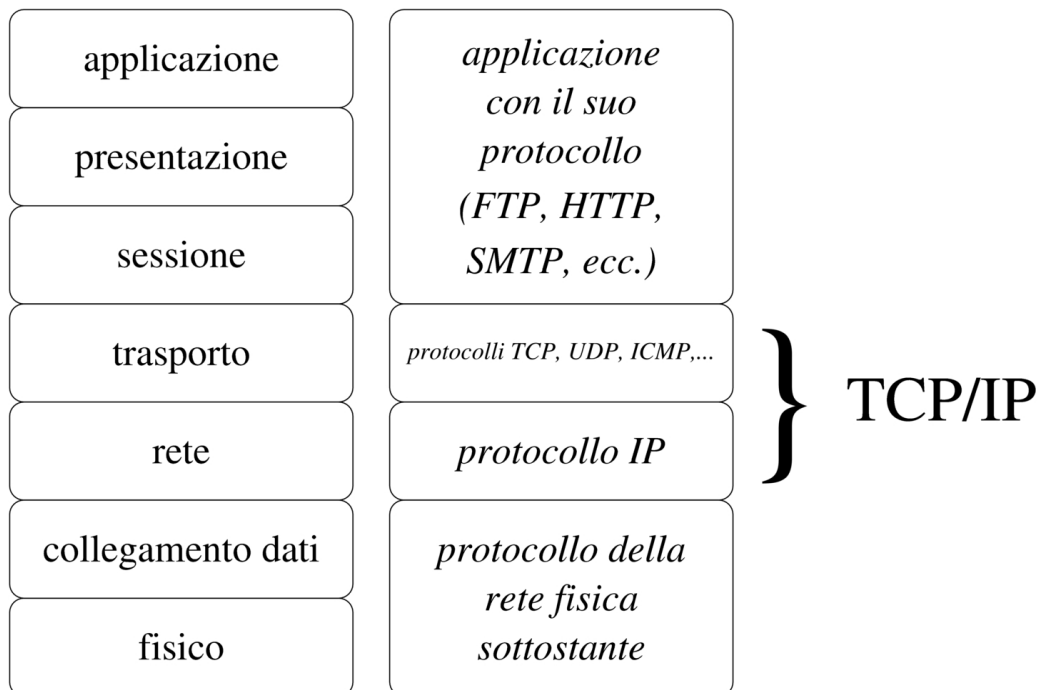 applicazione
presentazione
sessione
trasporto
rete
collegamento dati
fisico
applicazione
con il suo
protocollo
(FTP, HTTP,
SMTP, ecc.)
protocolli TCP, UDP, ICMP,...
protocollo IP
protocollo della
rete fisica
sottostante
TCP/IP